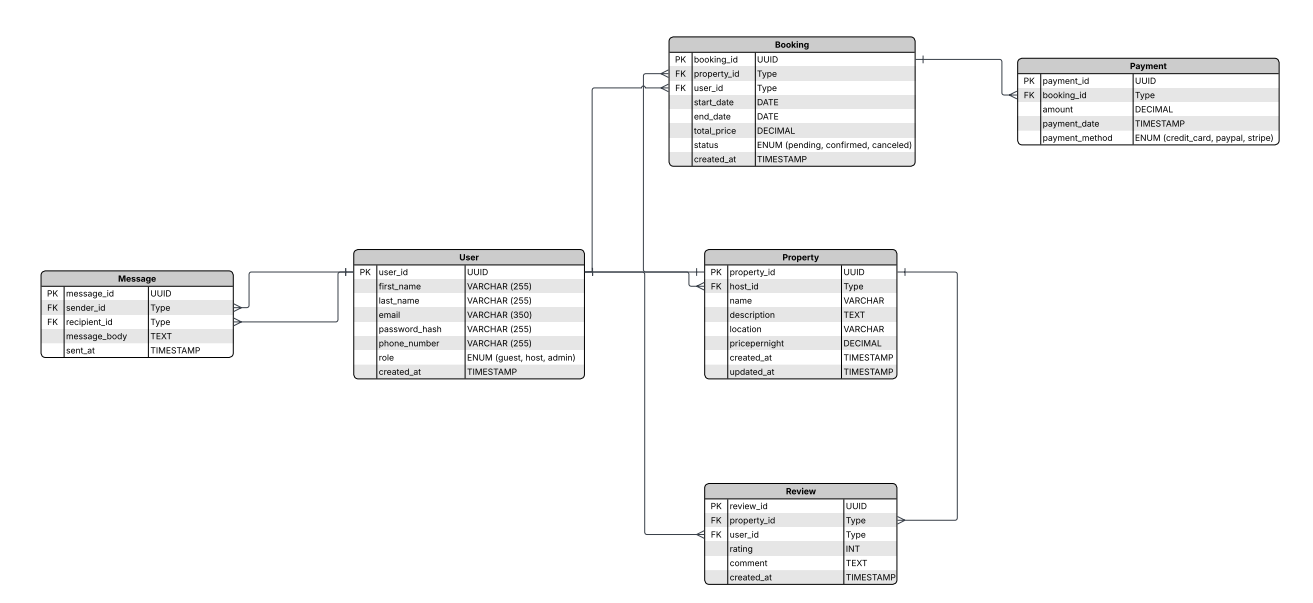 Booking
PK booking_id UUID
FK property_id Type
FK user_id Type
start_date DATE
end_date DATE
total_price DECIMAL
status ENUM (pending, confirmed, canceled)
created_at TIMESTAMP
Payment
PK payment_id UUID
FK booking_id Type
amount DECIMAL
payment_date TIMESTAMP
payment_method ENUM (credit_card, paypal, stripe)
Message
PK message_id UUID
FK sender_id Type
FK recipient_id Type
message_body TEXT
sent_at TIMESTAMP
User
PK user_id UUID
first_name VARCHAR (255)
last_name VARCHAR (255)
email VARCHAR (350)
password_hash VARCHAR (255)
phone_number VARCHAR (255)
role ENUM (guest, host, admin)
created_at TIMESTAMP
Property
PK property_id UUID
FK host_id Type
name VARCHAR
description TEXT
location VARCHAR
pricepernight DECIMAL
created_at TIMESTAMP
updated_at TIMESTAMP
Review
PK review_id UUID
FK property_id Type
FK user_id Type
rating INT
comment TEXT
created_at TIMESTAMP